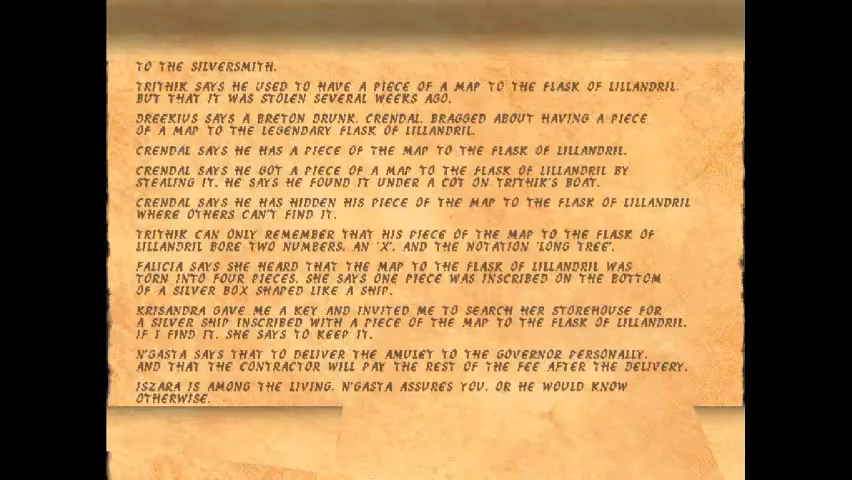 TO THE SILVERSMITH.
TRITHIK SAYS HE USED TO HAVE A PIECE OF A MAP TO THE FLASK OF LILLANDRIL
BUT THAT IT WAS STOLEN SEVERAL WEEKS AGO.
DREEKIUS SAYS A BRETON DRUNK, CRENDAL, BRAGGED ABOUT HAVING A PIECE
OF A MAP TO THE LEGENDARY FLASK OF LILLANDRIL.
CRENDAL SAYS HE HAS A PIECE OF THE MAP TO THE FLASK OF LILLANDRIL.
CRENDAL SAYS HE GOT A PIECE OF A MAP TO THE FLASK OF LILLANDRIL BY
STEALING IT. HE SAYS HE FOUND IT UNDER A COT ON TRITHIK'S BOAT.
CRENDAL SAYS HE HAS HIDDEN HIS PIECE OF THE MAP TO THE FLASK OF LILLANDRIL
WHERE OTHERS CAN'T FIND IT.
TRITHIK CAN ONLY REMEMBER THAT HIS PIECE OF THE MAP TO THE FLASK OF
LILLANDRIL BORE TWO NUMBERS, AN 'X', AND THE NOTATION 'LONG TREE'.
FALICIA SAYS SHE HEARD THAT THE MAP TO THE FLASK OF LILLANDRIL WAS
TORN INTO FOUR PIECES. SHE SAYS ONE PIECE WAS INSCRIBED ON THE BOTTOM
OF A SILVER BOX SHAPED LIKE A SHIP.
KRISANDRA GAVE ME A KEY AND INVITED ME TO SEARCH HER STOREHOUSE FOR
A SILVER SHIP INSCRIBED WITH A PIECE OF THE MAP TO THE FLASK OF LILLANDRIL.
IF I FIND IT, SHE SAYS TO KEEP IT.
N'GASTA SAYS THAT TO DELIVER THE AMULET TO THE GOVERNOR PERSONALLY,
AND THAT THE CONTRACTOR WILL PAY THE REST OF THE FEE AFTER THE DELIVERY.
ISZARA IS AMONG THE LIVING, N'GASTA ASSURES YOU, OR HE WOULD KNOW
OTHERWISE.